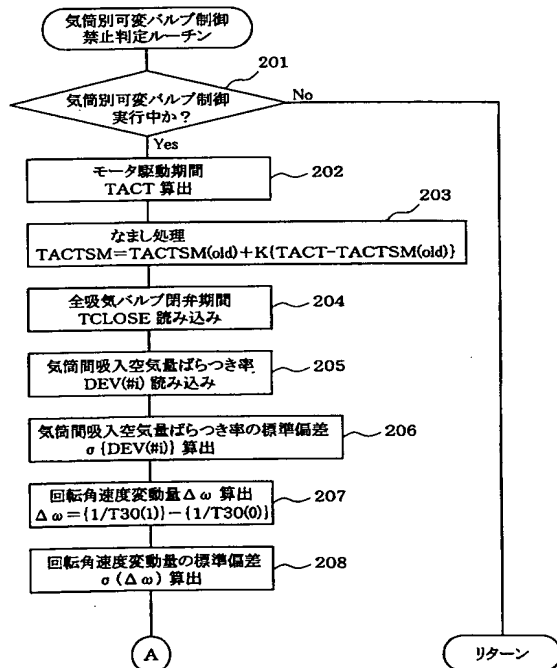 気筒別可変バルブ制御
禁止判定ルーチン
201
気筒別可変バルブ制御
実行中か？
No
Yes
モータ駆動期間
TACT 算出
202
203
なまし処理
TACTSM=TACTSM(old)+K{TACT-TACTSM(old)}
全吸気バルブ閉弁期間
TCLOSE 読み込み
204
気筒間吸入空気量ばらつき率
DEV(#i) 読み込み
205
気筒間吸入空気量ばらつき率の標準偏差
σ{DEV(#i)} 算出
206
回転角速度変動量Δω 算出
Δω={1/T30(1)}-{1/T30(0)}
207
回転角速度変動量の標準偏差
σ(Δω) 算出
208
A
リターン